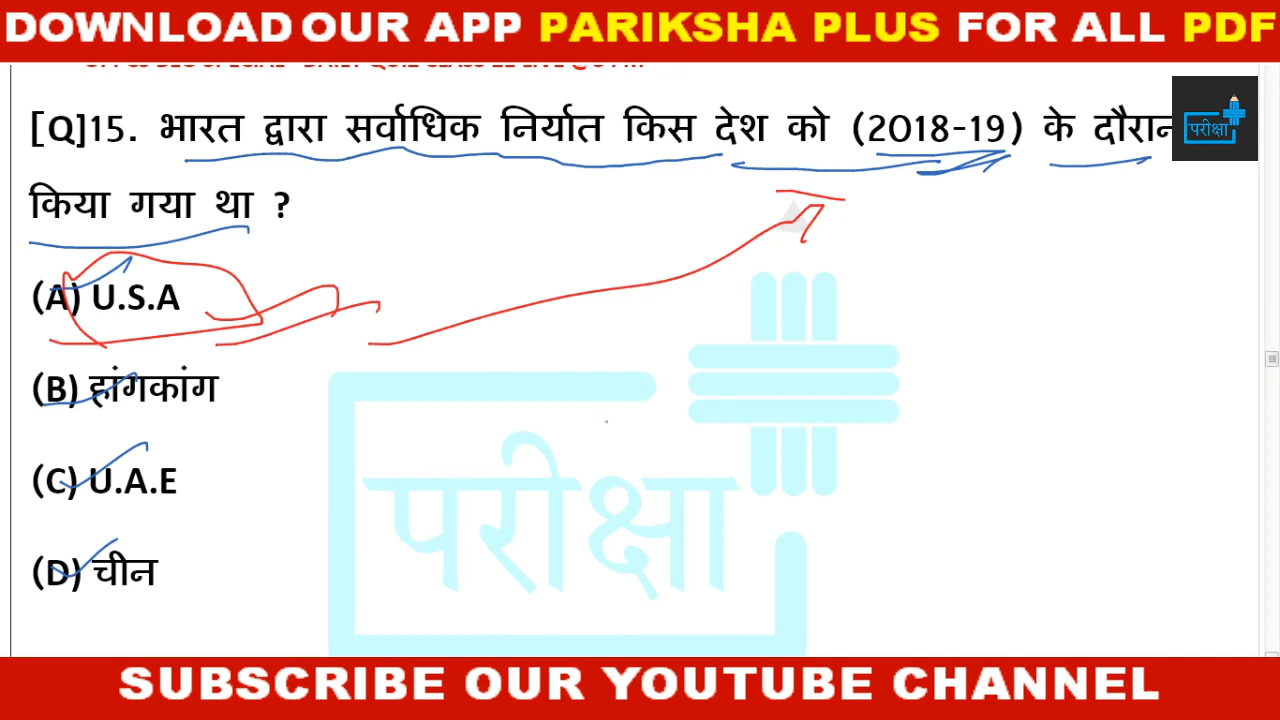 DOWNLOAD OUR APP PARIKSHA PLUS FOR ALL PDF
[Q]15. भारत द्वारा सर्वाधिक निर्यात किस देश को (2018-19) के दौरान
परीक्षा
किया गया था ?
(A) U.S.A
(B) हांगकांग
(C) U.A.E
(D) चीन
परीक्षा
SUBSCRIBE OUR YOUTUBE CHANNEL